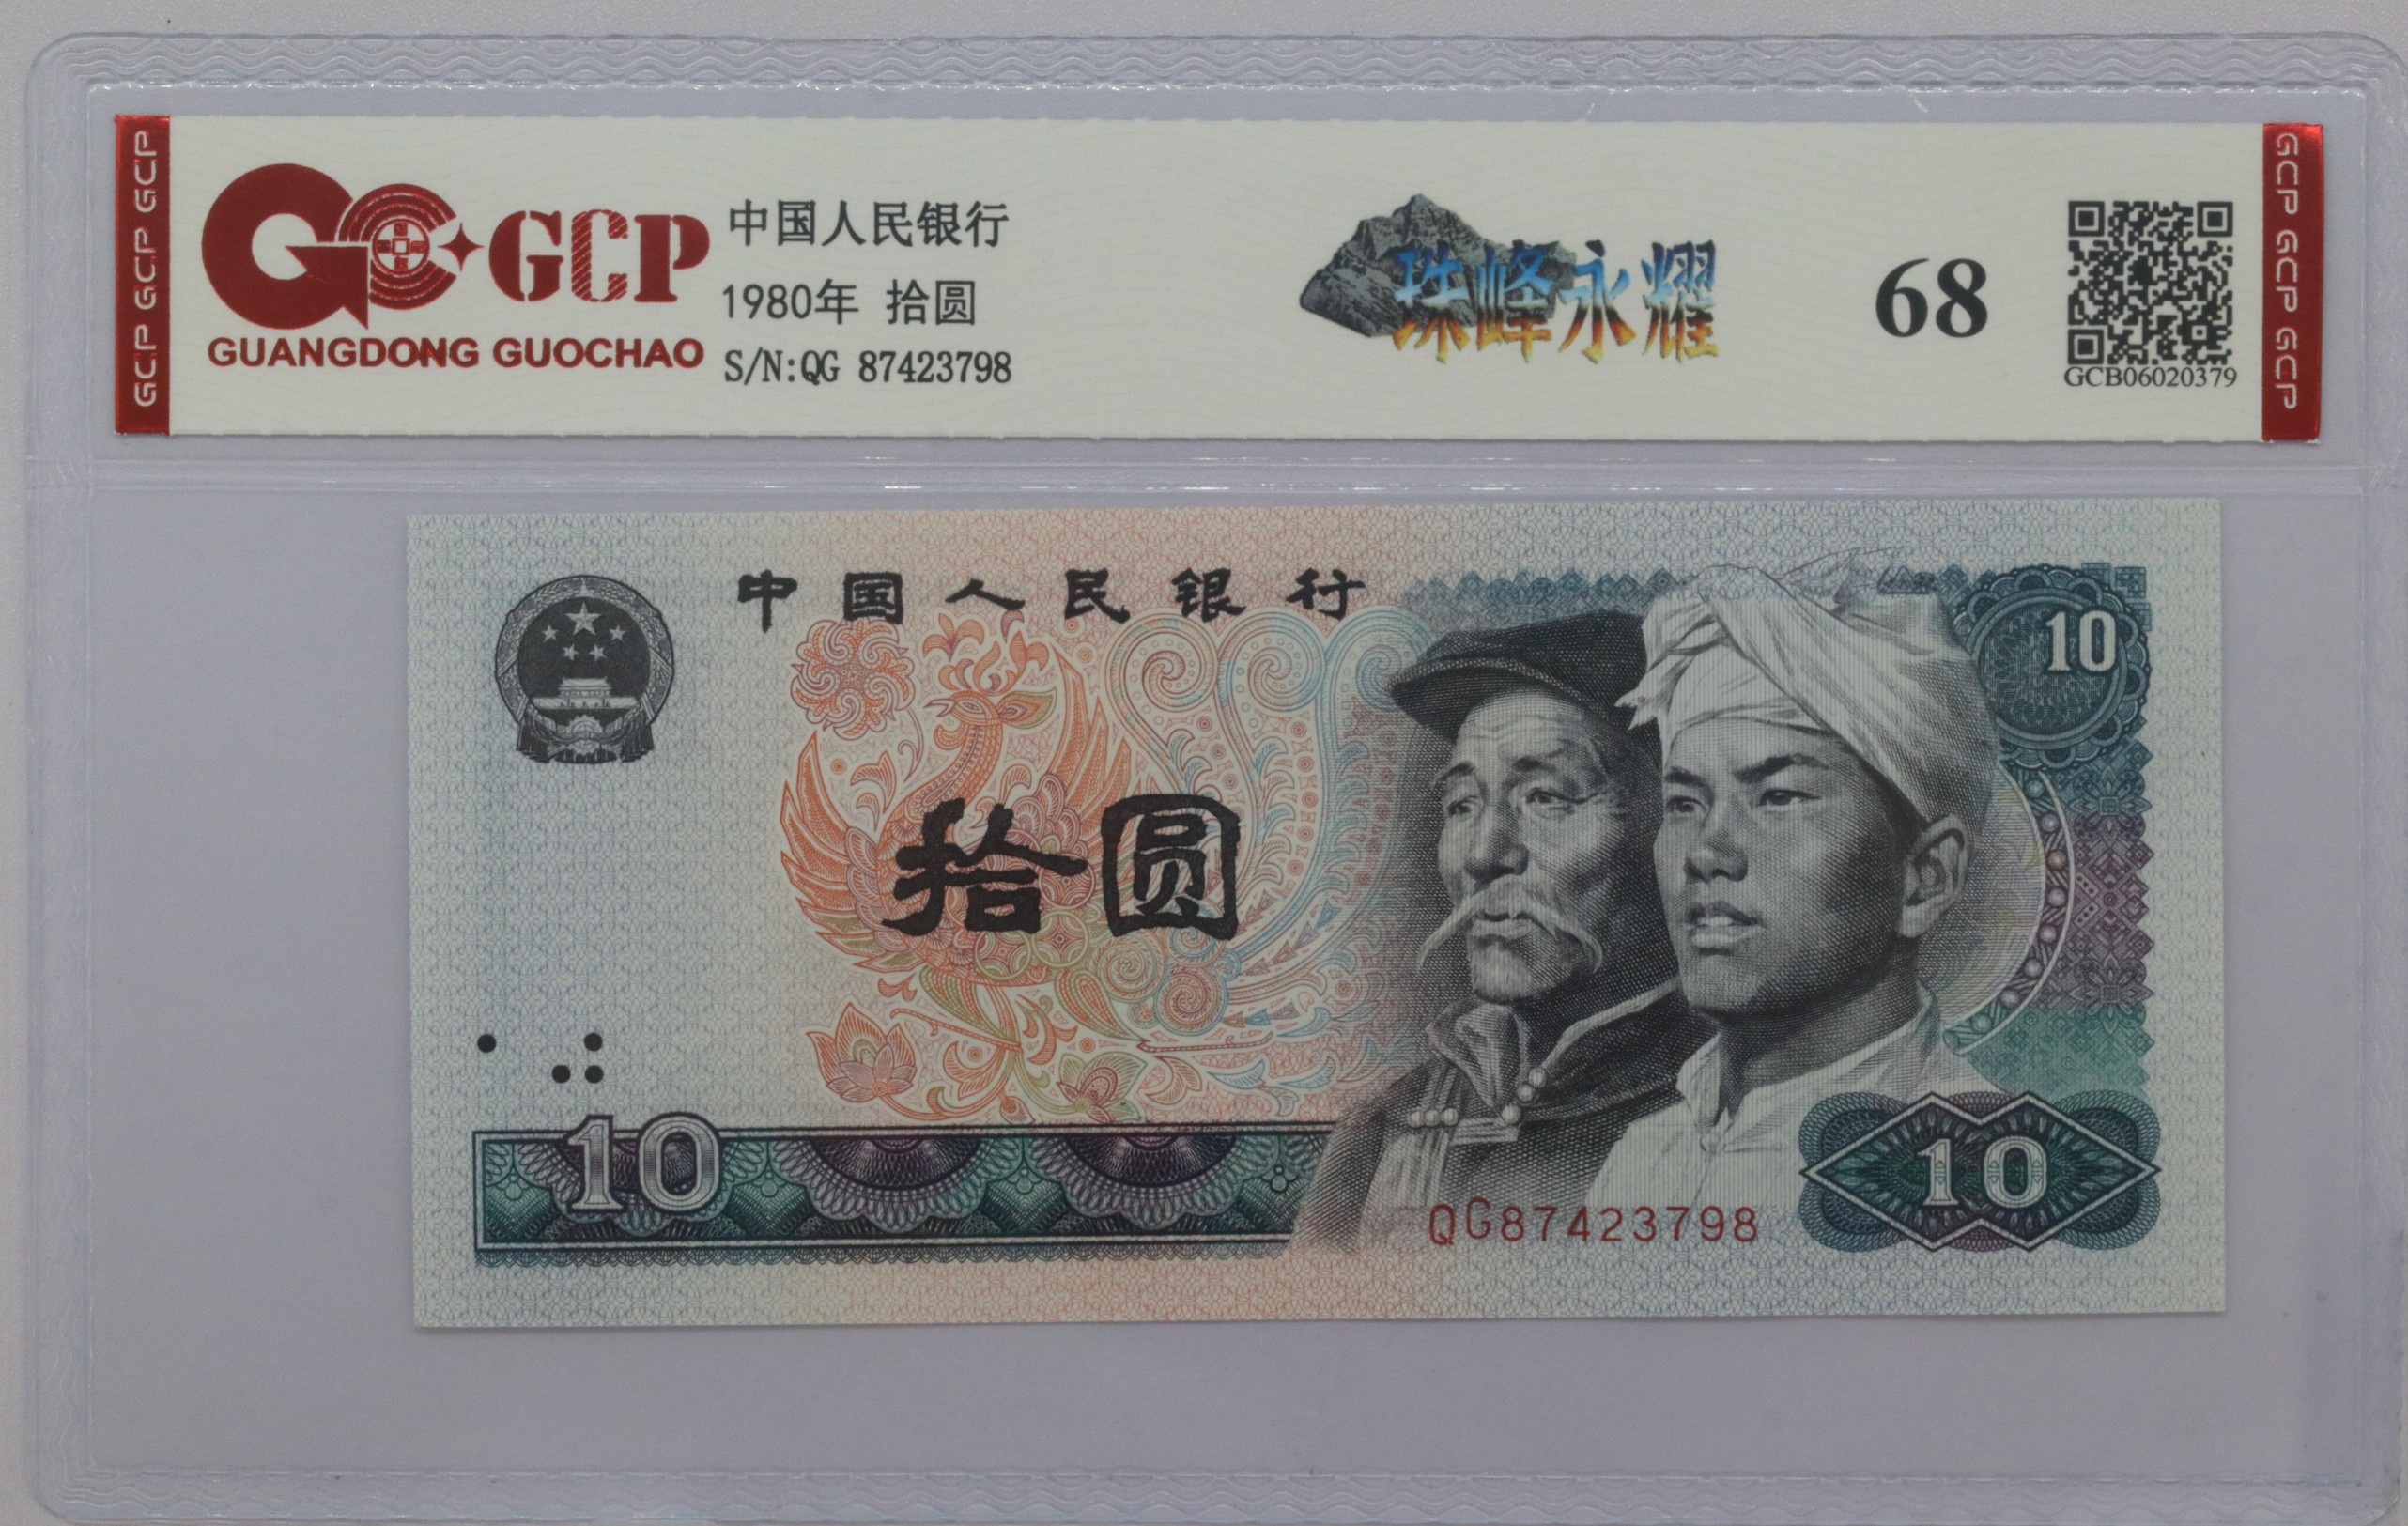 GCP GCP GCP
GCP
GUANGDONG GUOCHAO
中国人民银行
1980年 拾圆
S/N:QG 87423798
珠峰永耀
68
GCB06020379
GCP GCP GCP
中国人民银行
10
拾圆
10
QG87423798
10